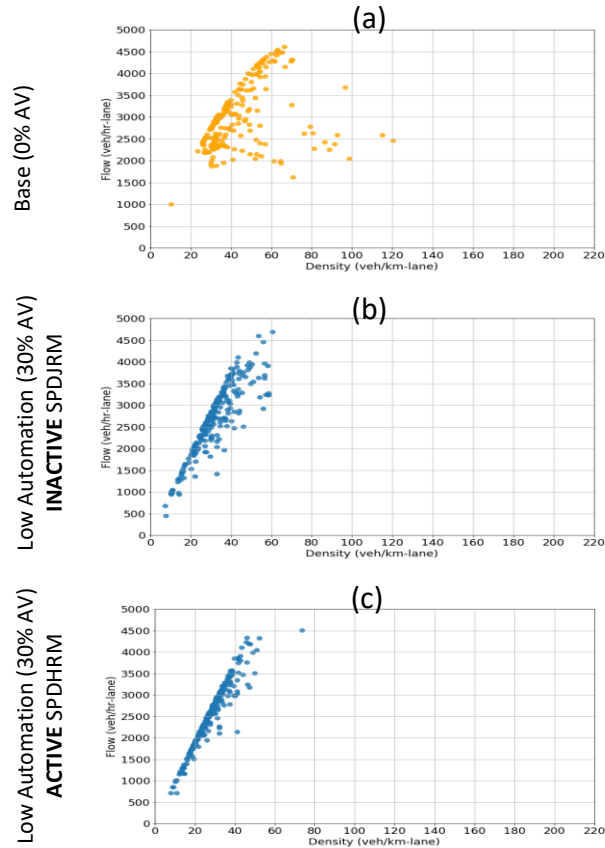 (a)
Base (0% AV)
Flow (veh/hr-lane)
5000
4500
4000
3500
3000
2500
2000
1500
1000
500
0
0 20 40 60 80 100 120 140 160 180 200 220
Density (veh/km-lane)
(b)
Low Automation (30% AV)
INACTIVE SPDJRM
Flow (veh/hr-lane)
5000
4500
4000
3500
3000
2500
2000
1500
1000
500
0
0 20 40 60 80 100 120 140 160 180 200 220
Density (veh/km-lane)
(c)
Low Automation (30% AV)
ACTIVE SPDHRM
Flow (veh/hr-lane)
5000
4500
4000
3500
3000
2500
2000
1500
1000
500
0
0 20 40 60 80 100 120 140 160 180 200 220
Density (veh/km-lane)